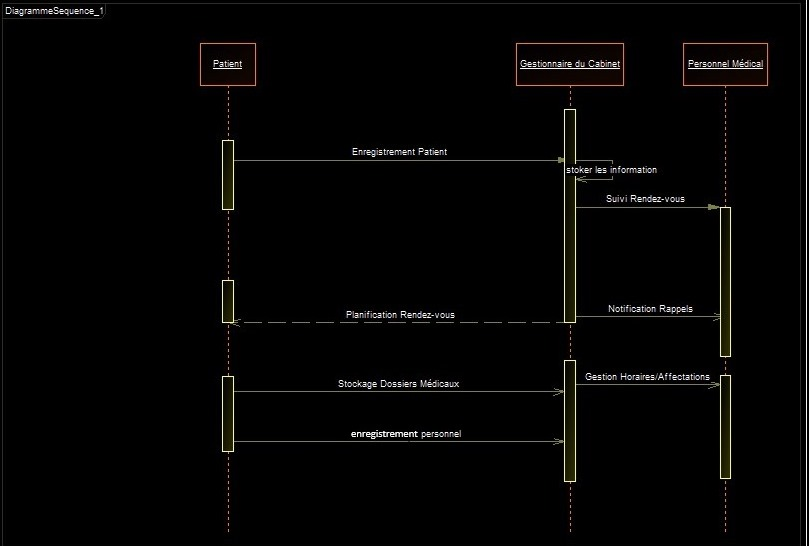 DiagrammeSequence_1
Patient
Gestionnaire du Cabinet
Personnel Médical
Enregistrement Patient
stoker les information
Suivi Rendez-vous
Notification Rappels
Planification Rendez-vous
Gestion Horaires/Affectations
Stockage Dossiers Médicaux
enregistrement personnel